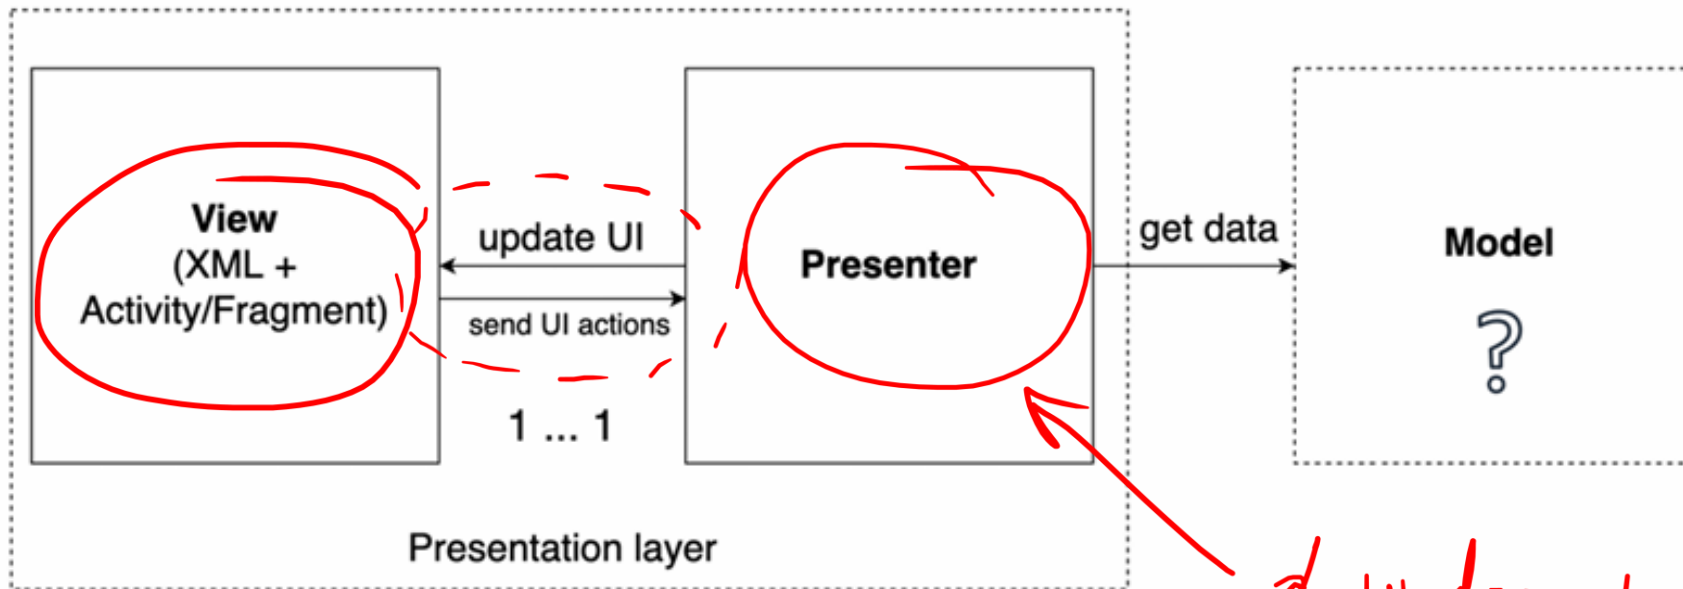 View
(XML +
Activity/Fragment)
update UI
send UI actions
1 ... 1
Presenter
get data
Model
?
Presentation layer